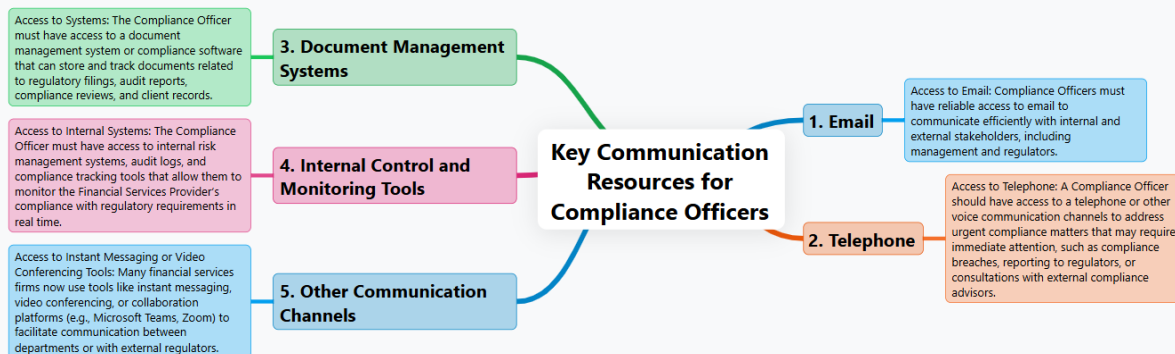 Key Communication
Resources for
Compliance Officers
1. Email
Access to Email: Compliance Officers must
have reliable access to email to
communicate efficiently with internal and
external stakeholders, including
management and regulators.
2. Telephone
Access to Telephone: A Compliance Officer
should have access to a telephone or other
voice communication channels to address
urgent compliance matters that may require
immediate attention, such as compliance
breaches, reporting to regulators, or
consultations with external compliance
advisors.
3. Document Management
Systems
Access to Systems: The Compliance Officer
must have access to a document
management system or compliance software
that can store and track documents related
to regulatory filings, audit reports,
compliance reviews, and client records.
4. Internal Control and
Monitoring Tools
Access to Internal Systems: The Compliance
Officer must have access to internal risk
management systems, audit logs, and
compliance tracking tools that allow them to
monitor the Financial Services Provider's
compliance with regulatory requirements in
real time.
5. Other Communication
Channels
Access to Instant Messaging or Video
Conferencing Tools: Many financial services
firms now use tools like instant messaging,
video conferencing, or collaboration
platforms (e.g., Microsoft Teams, Zoom) to
facilitate communication between
departments or with external regulators.